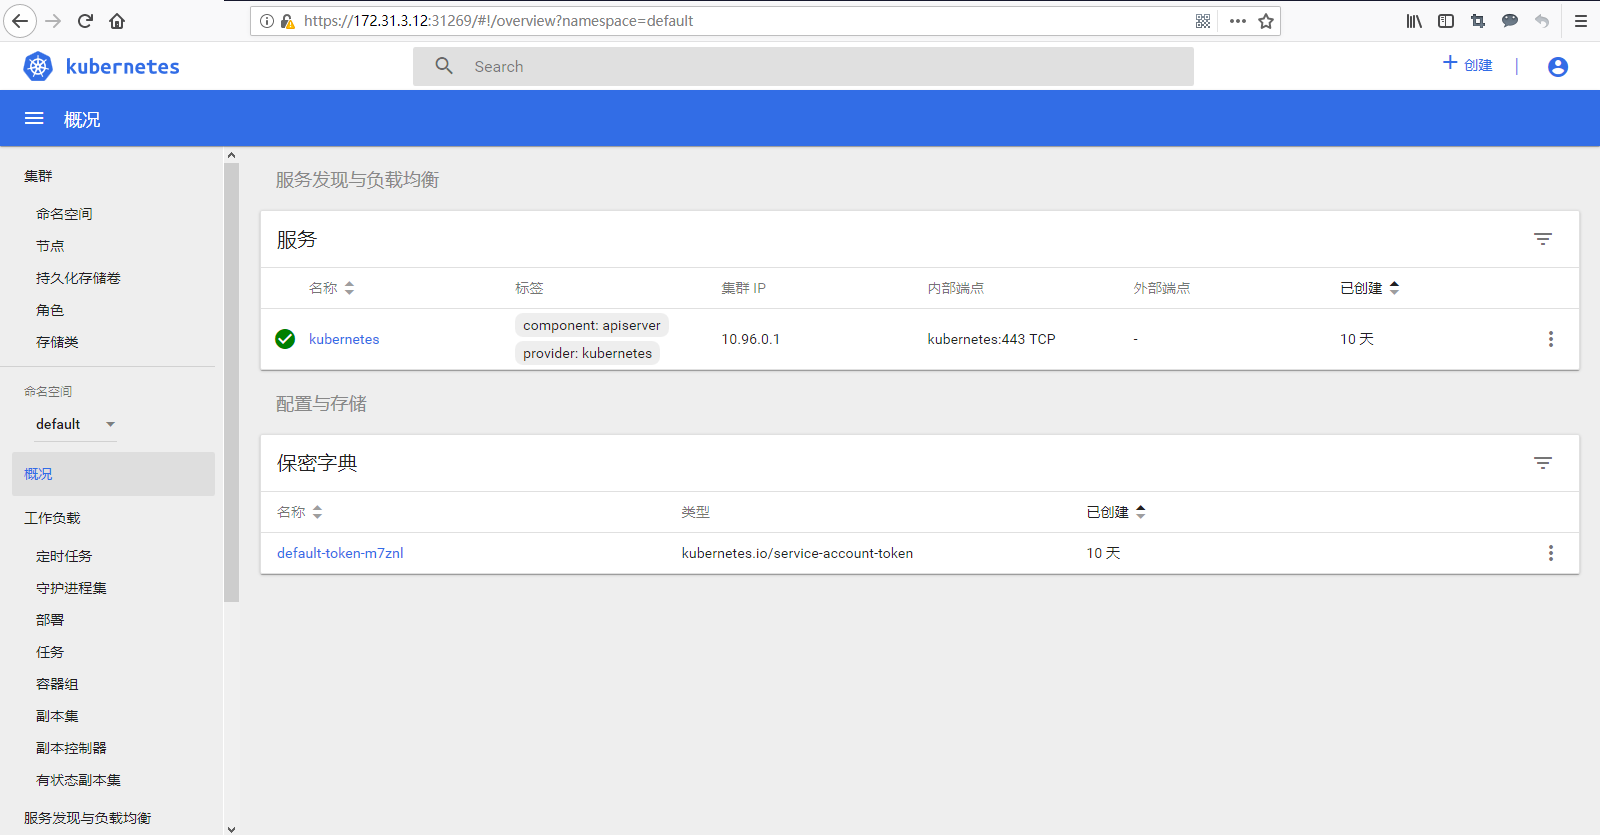 https://172.31.3.12:31269/#!/overview?namespace=default
kubernetes
Search
创建
概况
集群
命名空间
节点
持久化存储卷
角色
存储类
命名空间
default
概况
工作负载
定时任务
守护进程集
部署
任务
容器组
副本集
副本控制器
有状态副本集
服务发现与负载均衡
服务发现与负载均衡
服务
名称 标签 集群 IP 内部端点 外部端点 已创建
kubernetes component: apiserver provider: kubernetes 10.96.0.1 kubernetes:443 TCP - 10 天
配置与存储
保密字典
名称 类型 已创建
default-token-m7znl kubernetes.io/service-account-token 10 天